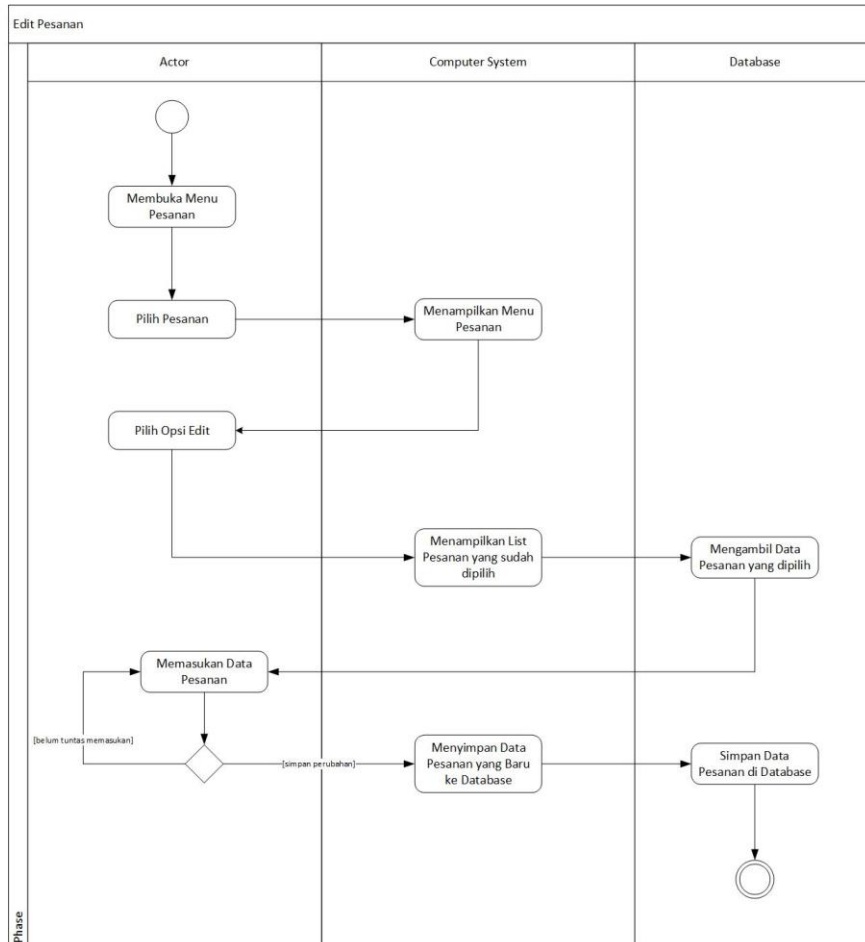 Edit Pesanan
Actor
Computer System
Database
Membuka Menu
Pesanan
Pilih Pesanan
Menampilkan Menu
Pesanan
Pilih Opsi Edit
Menampilkan List
Pesanan yang sudah
dipilih
Mengambil Data
Pesanan yang dipilih
Memasukan Data
Pesanan
[belum tuntas memasukan]
[simpan perubahan]
Menyimpan Data
Pesanan yang Baru
ke Database
Simpan Data
Pesanan di Database
Phase